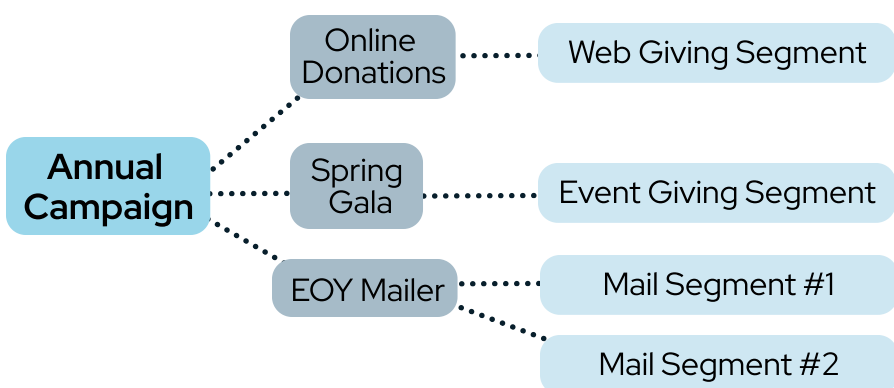 Online
Donations
Web Giving Segment
Annual
Campaign
Spring
Gala
Event Giving Segment
EOY Mailer
Mail Segment #1
Mail Segment #2